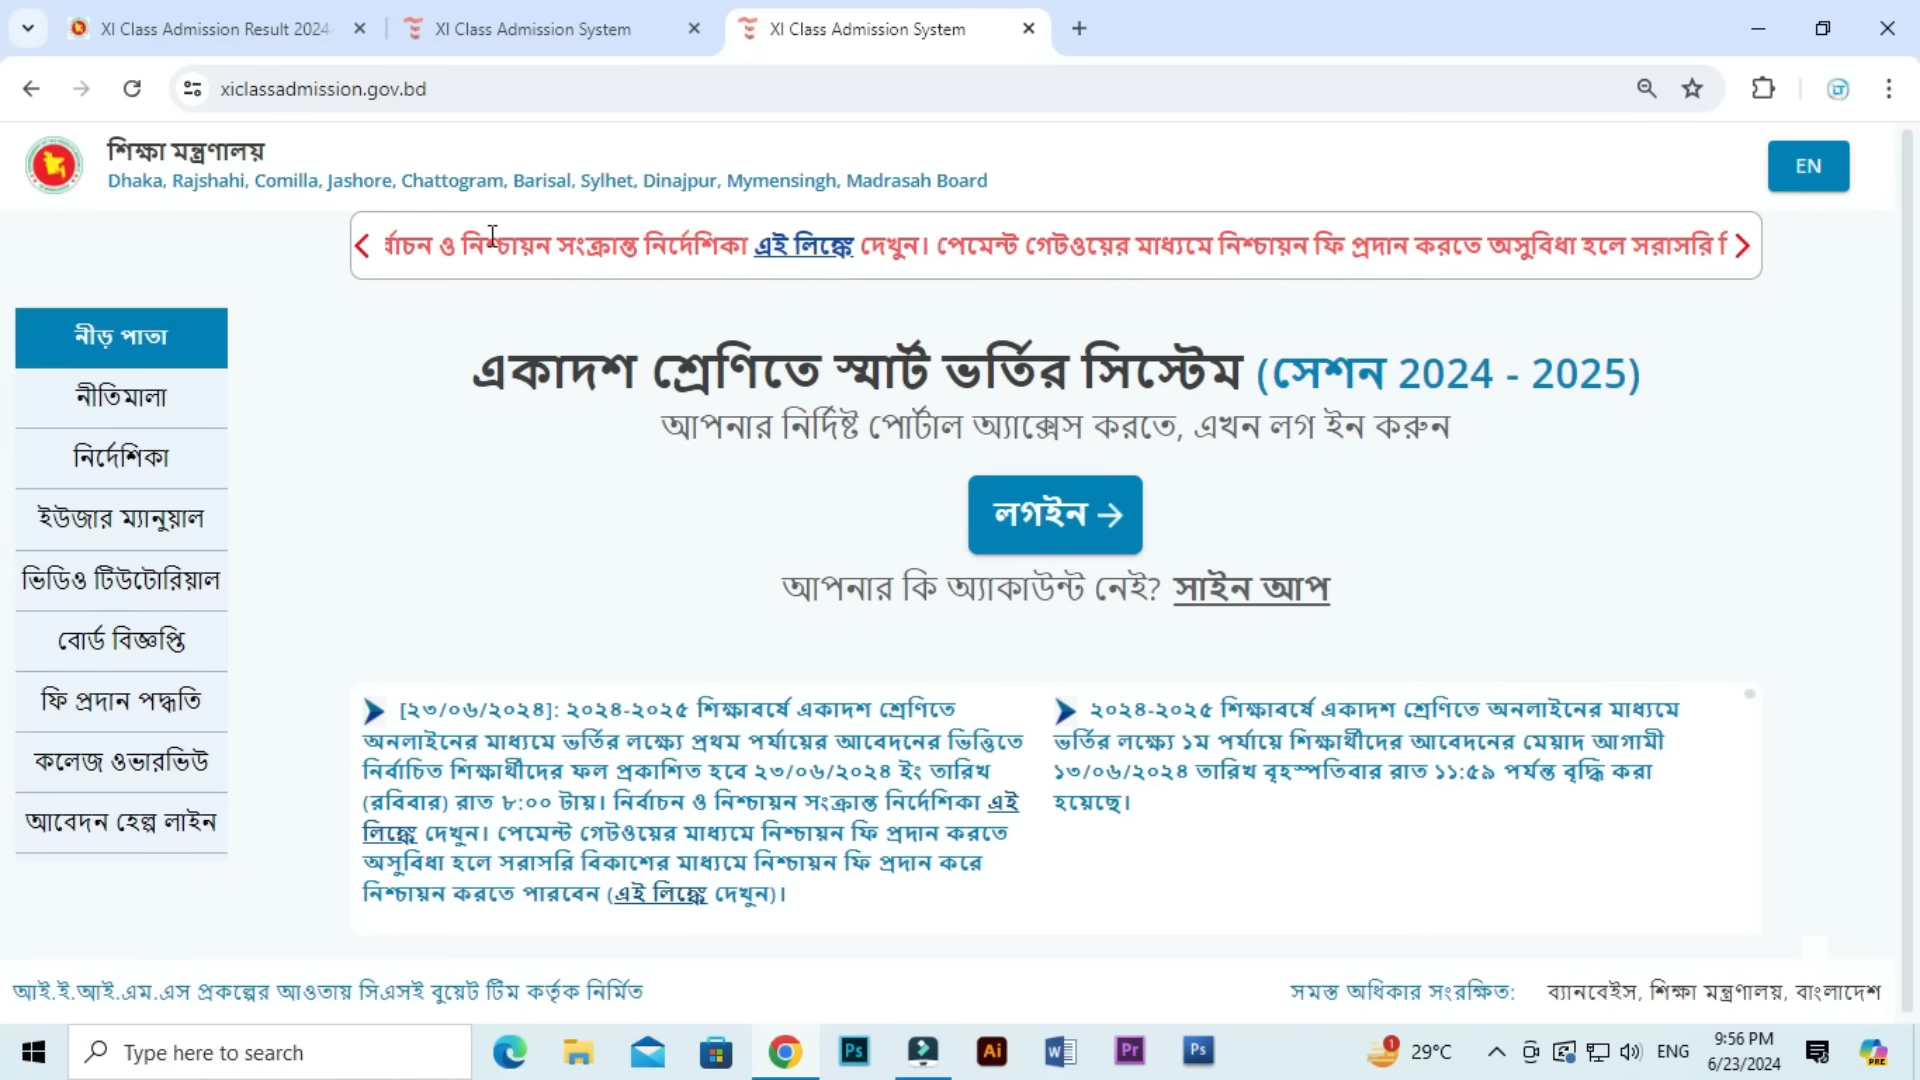 XI Class Admission Result 2024-
XI Class Admission System
XI Class Admission System
xiclassadmission.gov.bd
শিক্ষা মন্ত্রণালয়
Dhaka, Rajshahi, Comilla, Jashore, Chattogram, Barisal, Sylhet, Dinajpur, Mymensingh, Madrasah Board
EN
র্বাচন ও নিশ্চায়ন সংক্রান্ত নির্দেশিকা এই লিঙ্কে দেখুন। পেমেন্ট গেটওয়ের মাধ্যমে নিশ্চায়ন ফি প্রদান করতে অসুবিধা হলে সরাসরি
নীড় পাতা
নীতিমালা
নির্দেশিকা
ইউজার ম্যানুয়াল
ভিডিও টিউটোরিয়াল
বোর্ড বিজ্ঞপ্তি
ফি প্রদান পদ্ধতি
কলেজ ওভারভিউ
আবেদন হেল্প লাইন
একাদশ শ্রেণিতে স্মার্ট ভর্তির সিস্টেম (সেশন 2024 - 2025)
আপনার নির্দিষ্ট পোর্টাল অ্যাক্সেস করতে, এখন লগ ইন করুন
লগইন →
আপনার কি অ্যাকাউন্ট নেই? সাইন আপ
[২৩/০৬/২০২৪]: ২০২৪-২০২৫ শিক্ষাবর্ষে একাদশ শ্রেণিতে
অনলাইনের মাধ্যমে ভর্তির লক্ষ্যে প্রথম পর্যায়ের আবেদনের ভিত্তিতে
নির্বাচিত শিক্ষার্থীদের ফল প্রকাশিত হবে ২৩/০৬/২০২৪ ইং তারিখ
(রবিবার) রাত ৮:০০ টায়। নির্বাচন ও নিশ্চায়ন সংক্রান্ত নির্দেশিকা এই
লিঙ্কে দেখুন। পেমেন্ট গেটওয়ের মাধ্যমে নিশ্চায়ন ফি প্রদান করতে
অসুবিধা হলে সরাসরি বিকাশের মাধ্যমে নিশ্চায়ন ফি প্রদান করে
নিশ্চায়ন করতে পারবেন (এই লিঙ্কে দেখুন)।
২০২৪-২০২৫ শিক্ষাবর্ষে একাদশ শ্রেণিতে অনলাইনের মাধ্যমে
ভর্তির লক্ষ্যে ১ম পর্যায়ে শিক্ষার্থীদের আবেদনের মেয়াদ আগামী
১৩/০৬/২০২৪ তারিখ বৃহস্পতিবার রাত ১১:৫৯ পর্যন্ত বৃদ্ধি করা
হয়েছে।
আই.ই.আই.এম.এস প্রকল্পের আওতায় সিএসই বুয়েট টিম কর্তৃক নির্মিত
সমস্ত অধিকার সংরক্ষিত: ব্যানবেইস, শিক্ষা মন্ত্রণালয়, বাংলাদেশ
Type here to search
Ps
Ai
W
Pr
Ps
1
29°C
ENG
9:56 PM
6/23/2024
PRE